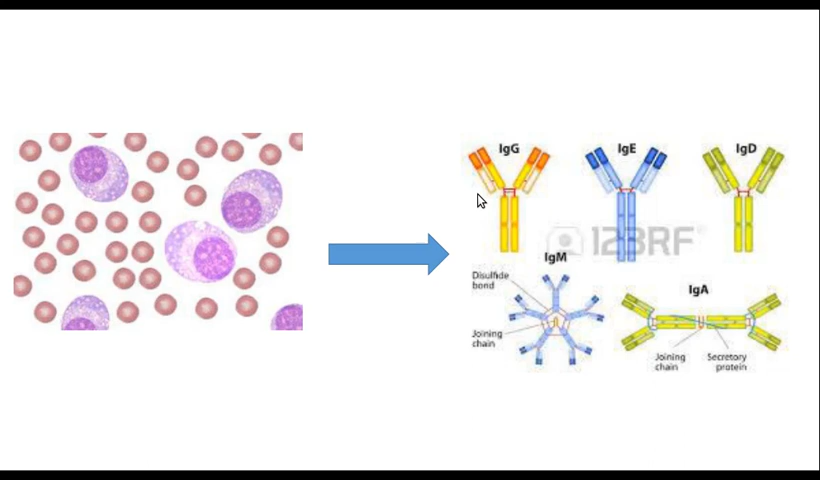 IgG
IgE
IgD
123RF
IgM
Disulfide
bond
Joining
chain
IgA
Joining
chain
Secretory
protein